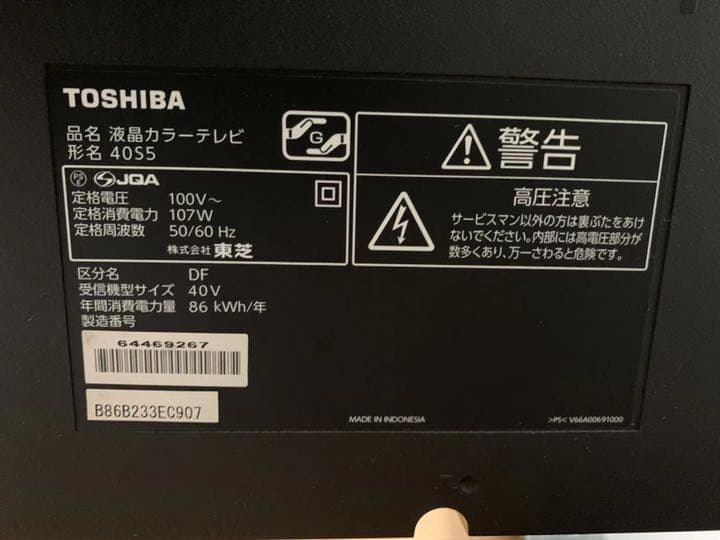 TOSHIBA
品名 液晶カラーテレビ
形名 40S5
G
PS E JQA
定格電圧 100V～
定格消費電力 107W
定格周波数 50/60 Hz
株式会社 東芝
区分名 DF
受信機型サイズ 40V
年間消費電力量 86 kWh/年
製造番号
64469267
B86B233EC907
警告
高圧注意
サービスマン以外の方は裏ぶたをあけ
ないでください。内部には高電圧部分が
数多くあり、万一さわると危険です。
MADE IN INDONESIA
>PS< V66A00691000